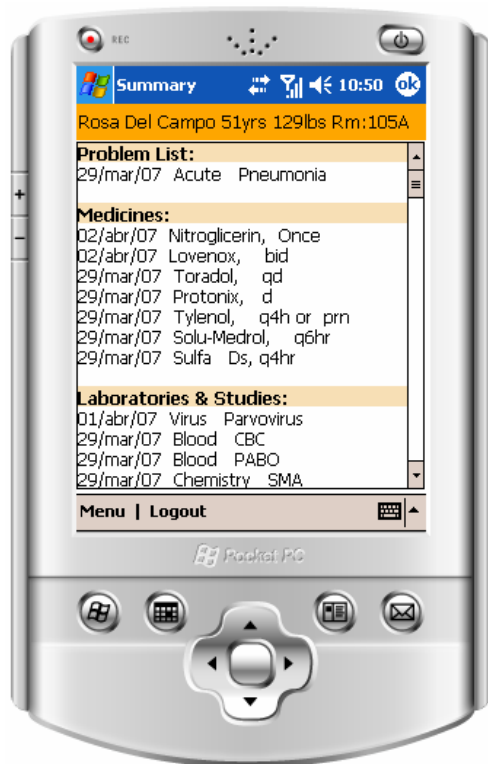 REC
Summary 10:50 ok
Rosa Del Campo 51yrs 129lbs Rm:105A
Problem List:
29/mar/07 Acute Pneumonia
Medicines:
02/abr/07 Nitroglicerin, Once
02/abr/07 Lovenox, bid
29/mar/07 Toradol, qd
29/mar/07 Protonix, d
29/mar/07 Tylenol, q4h or prn
29/mar/07 Solu-Medrol, q6hr
29/mar/07 Sulfa Ds, q4hr
Laboratories & Studies:
01/abr/07 Virus Parvovirus
29/mar/07 Blood CBC
29/mar/07 Blood PABO
29/mar/07 Chemistry SMA
Menu | Logout
Pocket PC
+
-